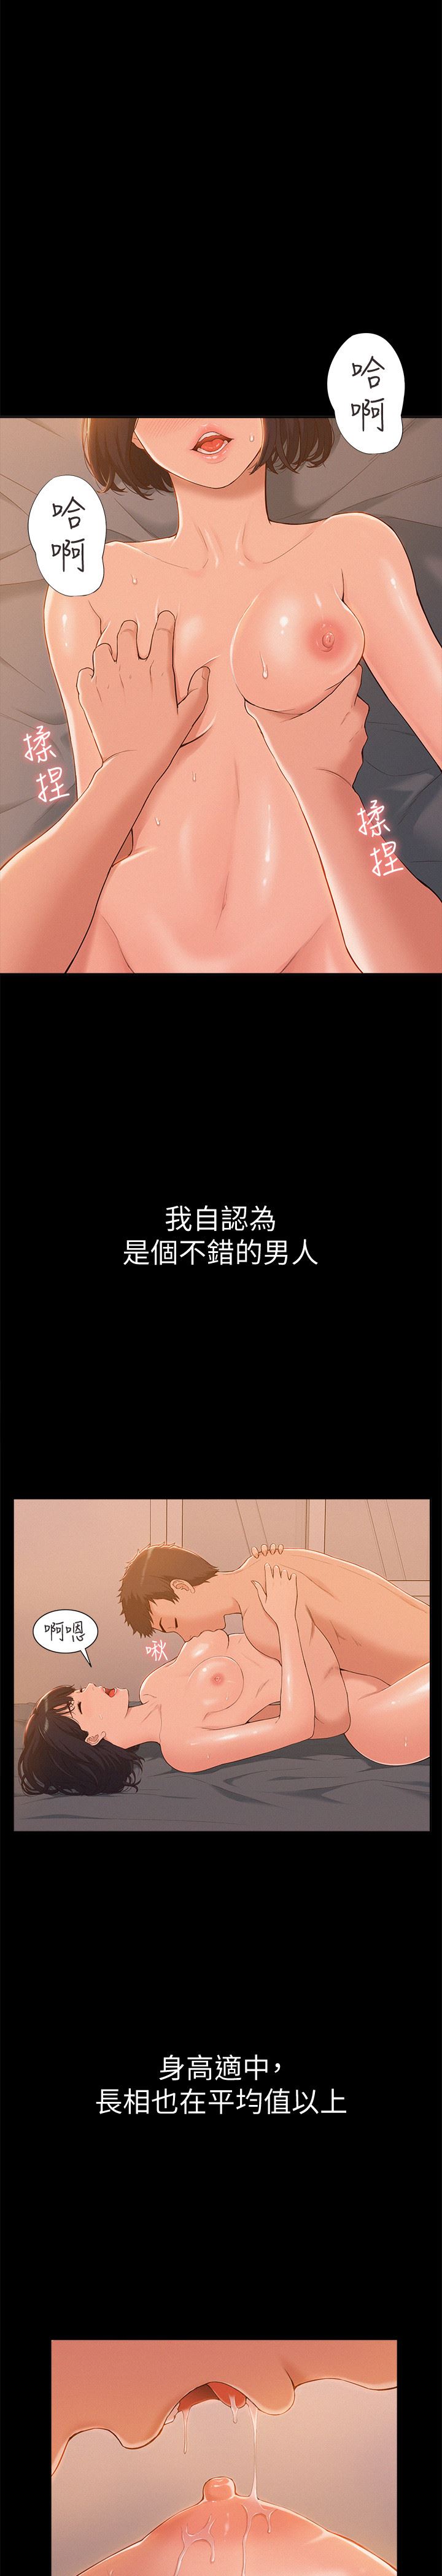 哈
啊
哈
啊
揉
捏
揉
捏
我自認為
是個不錯的男人
啊嗯
啾
身高適中,
長相也在平均值以上